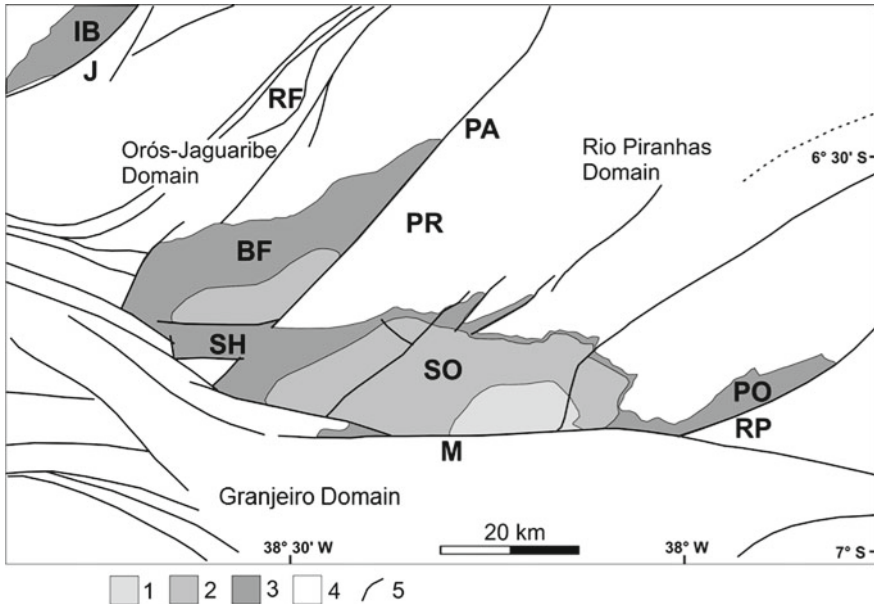 IB
J
RF
PA
Orós-Jaguaribe
Domain
Rio Piranhas
Domain
6° 30' S
PR
BF
SH
SO
PO
RP
M
Granjeiro Domain
20 km
38° 30' W
38° W
7° S
1 2 3 4 5